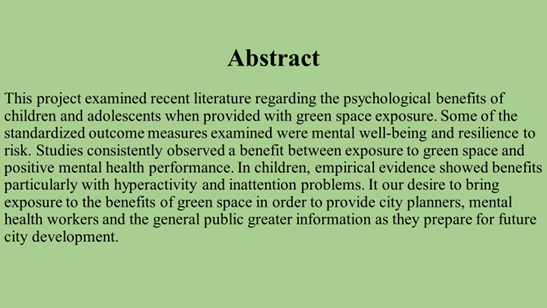 Abstract
This project examined recent literature regarding the psychological benefits of
children and adolescents when provided with green space exposure. Some of the
standardized outcome measures examined were mental well-being and resilience to
risk. Studies consistently observed a benefit between exposure to green space and
positive mental health performance. In children, empirical evidence showed benefits
particularly with hyperactivity and inattention problems. It our desire to bring
exposure to the benefits of green space in order to provide city planners, mental
health workers and the general public greater information as they prepare for future
city development.